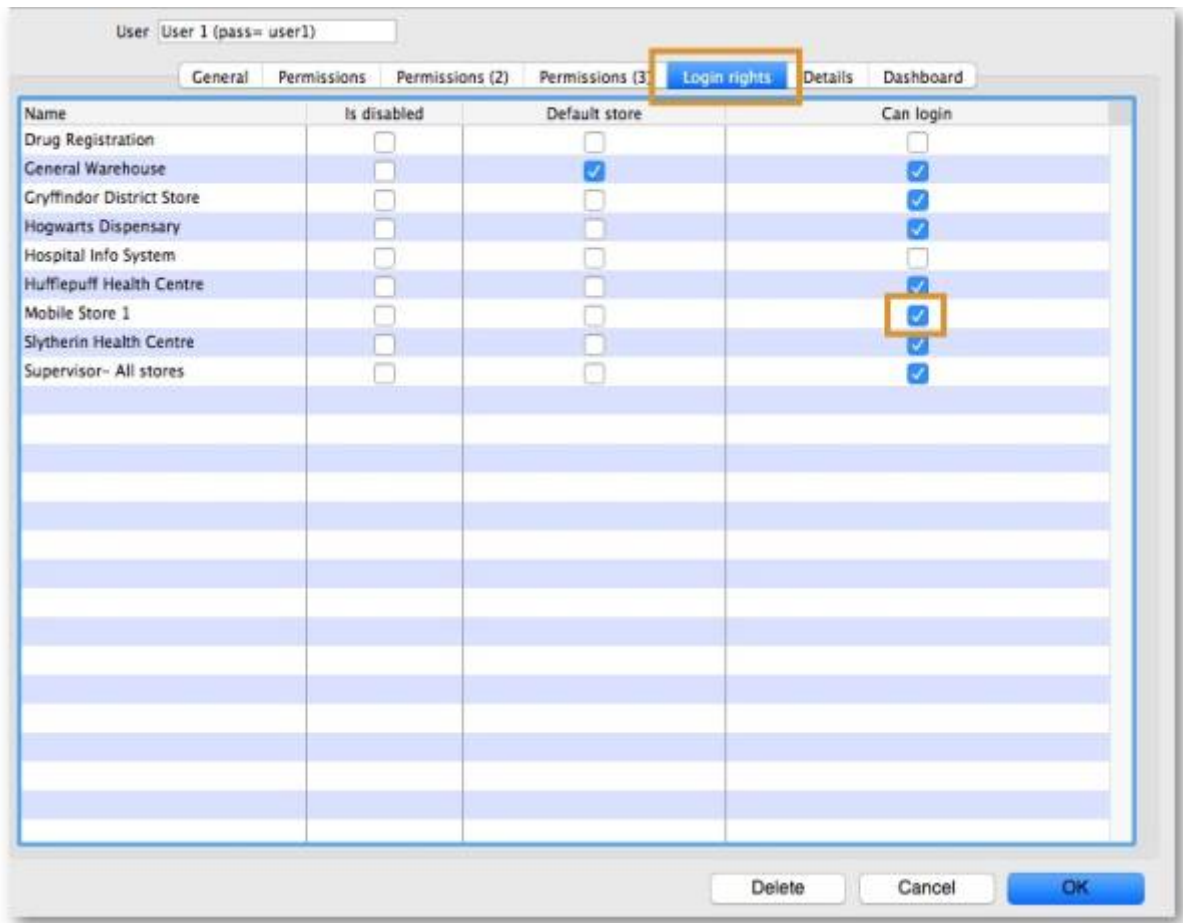 User User 1 (pass= user1)
General Permissions Permissions (2) Permissions (3) Login rights Details Dashboard
Name Is disabled Default store Can login
Drug Registration
General Warehouse
Gryffindor District Store
Hogwarts Dispensary
Hospital Info System
Hufflepuff Health Centre
Mobile Store 1
Slytherin Health Centre
Supervisor- All stores
Delete Cancel OK